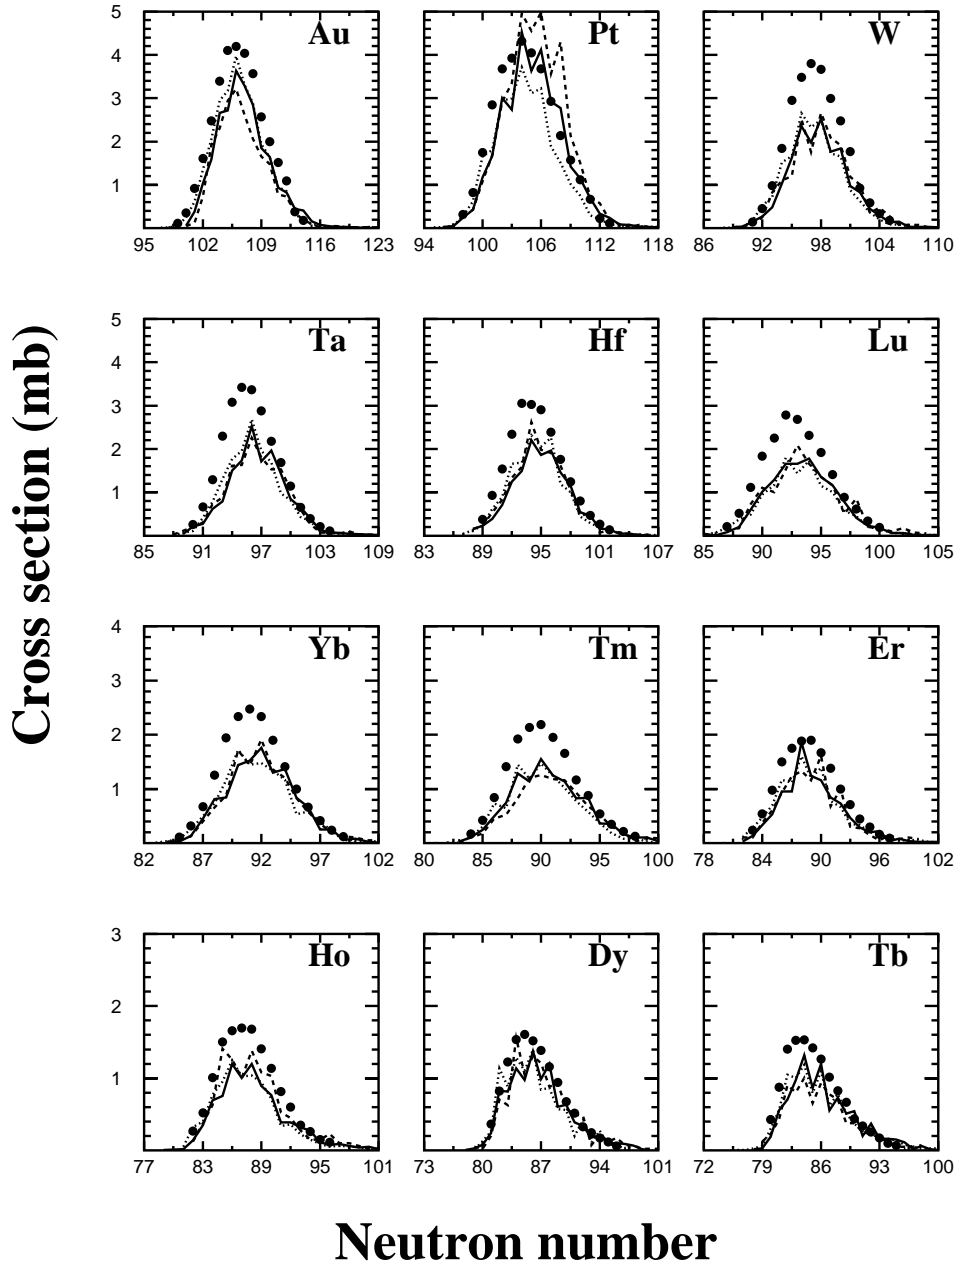 Au
Pt
W
5
4
3
2
1
95 102 109 116 123
94 100 106 112 118
86 92 98 104 110
Ta
Hf
Lu
5
4
3
2
1
85 91 97 103 109
83 89 95 101 107
85 90 95 100 105
Yb
Tm
Er
4
3
2
1
82 87 92 97 102
80 85 90 95 100
78 84 90 96 102
Ho
Dy
Tb
3
2
1
77 83 89 95 101
73 80 87 94 101
72 79 86 93 100
Cross section (mb)
Neutron number